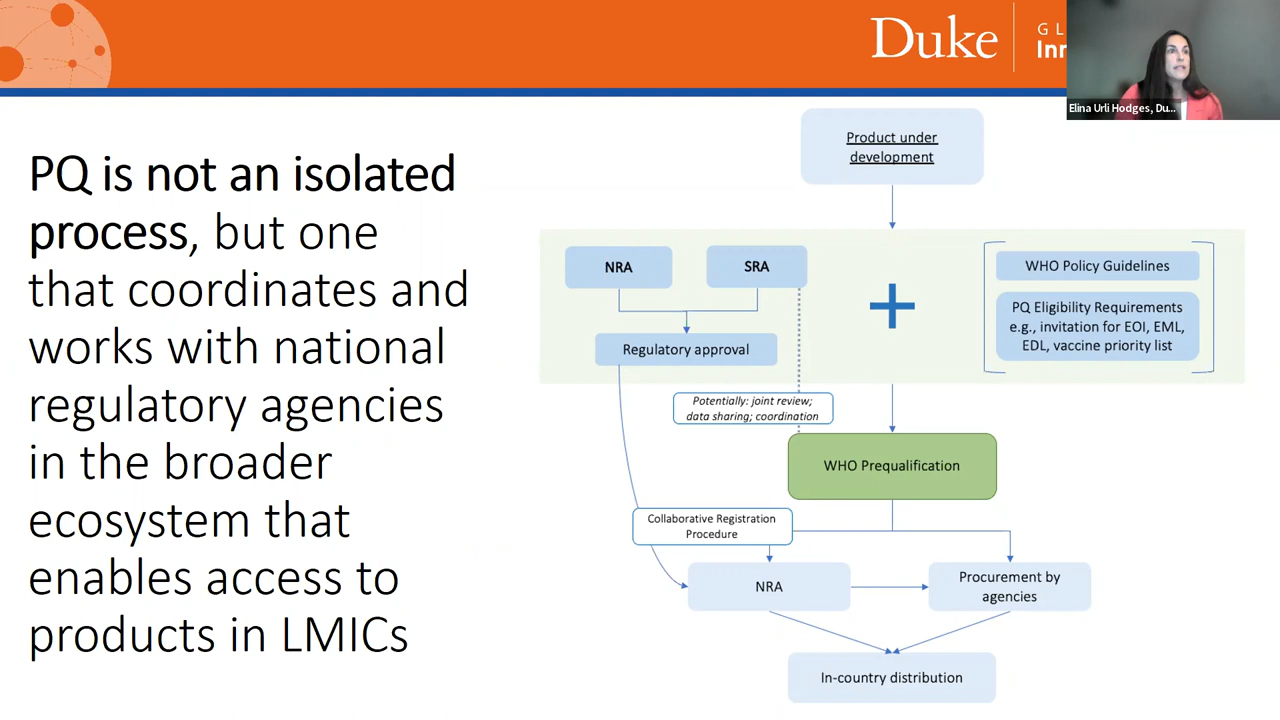 Duke
PQ is not an isolated
process, but one
that coordinates and
works with national
regulatory agencies
in the broader
ecosystem that
enables access to
products in LMICs
Elina Urli Hodges, Du...
Product under
development
NRA
SRA
Regulatory approval
WHO Policy Guidelines
PQ Eligibility Requirements
e.g., invitation for EOI, EML,
EDL, vaccine priority list
Potentially: joint review;
data sharing; coordination
WHO Prequalification
Collaborative Registration
Procedure
NRA
Procurement by
agencies
In-country distribution